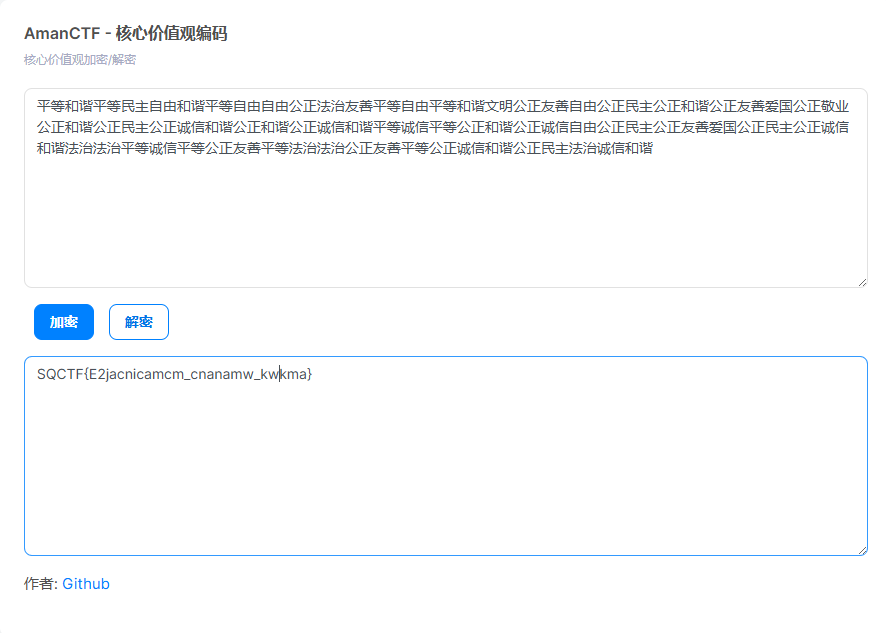 AmanCTF - 核心价值观编码
核心价值观加密/解密
平等和谐平等民主自由和谐平等自由自由公正法治友善平等自由平等和谐文明公正友善自由公正民主公正和谐公正友善爱国公正敬业
公正和谐公正民主公正诚信和谐公正和谐公正诚信和谐平等诚信平等公正和谐公正诚信自由公正民主公正友善爱国公正民主公正诚信
和谐法治法治平等诚信平等公正友善平等法治法治公正友善平等公正诚信和谐公正民主法治诚信和谐
加密
解密
SQCTF{E2jacnicamcm_cnanamw_kwkma}
作者: Github